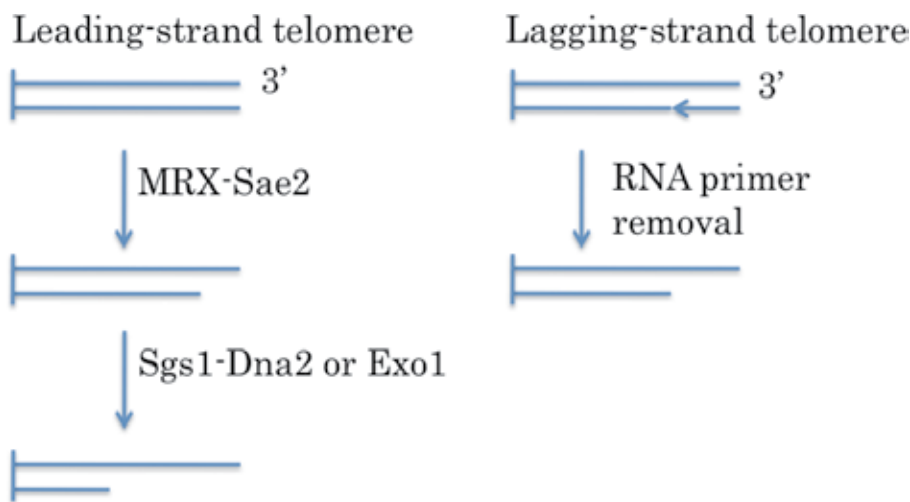 Leading-strand telomere
3’
MRX-Sae2
Sgs1-Dna2 or Exo1
Lagging-strand telomere
3’
RNA primer
removal